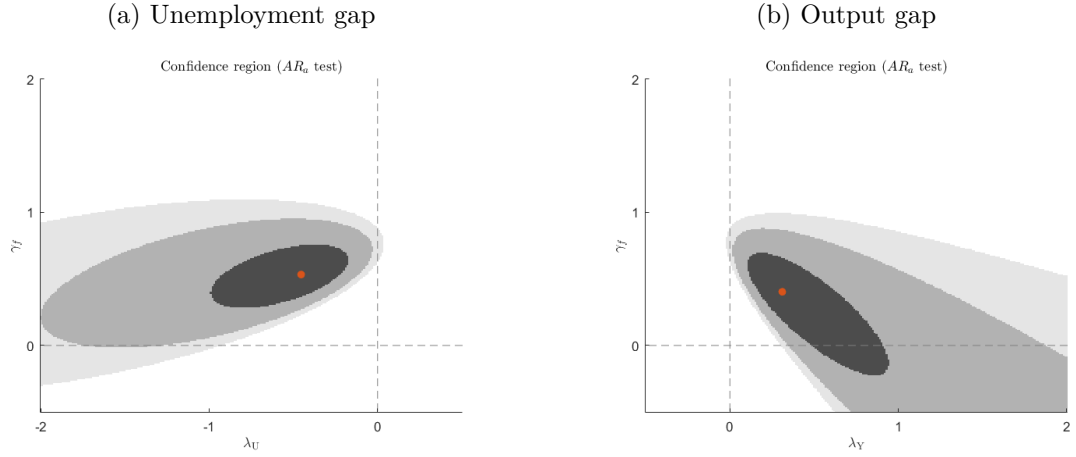 (a) Unemployment gap
(b) Output gap
Confidence region (ARₐ test)
2
1
0
γf
-2
-1
0
λU
Confidence region (ARₐ test)
2
1
0
γf
0
1
2
λY